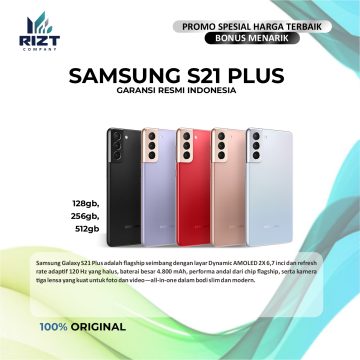 RIZT
COMPANY
PROMO SPESIAL HARGA TERBAIK
BONUS MENARIK
SAMSUNG S21 PLUS
GARANSI RESMI INDONESIA
128gb,
256gb,
512gb
Samsung Galaxy S21 Plus adalah flagship seimbang dengan layar Dynamic AMOLED 2X 6,7 inci dan refresh
rate adaptif 120 Hz yang halus, baterai besar 4.800 mAh, performa andal dari chip flagship, serta kamera
tiga lensa yang kuat untuk foto dan video—all-in-one dalam bodi slim dan modern.
100% ORIGINAL